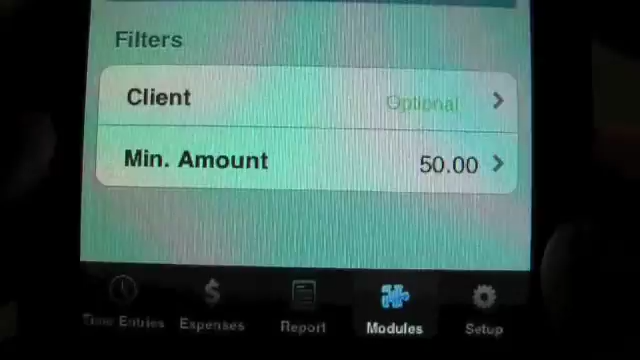 Filters
Client Optional
Min. Amount 50.00
Time Entries Expenses Report Modules Setup